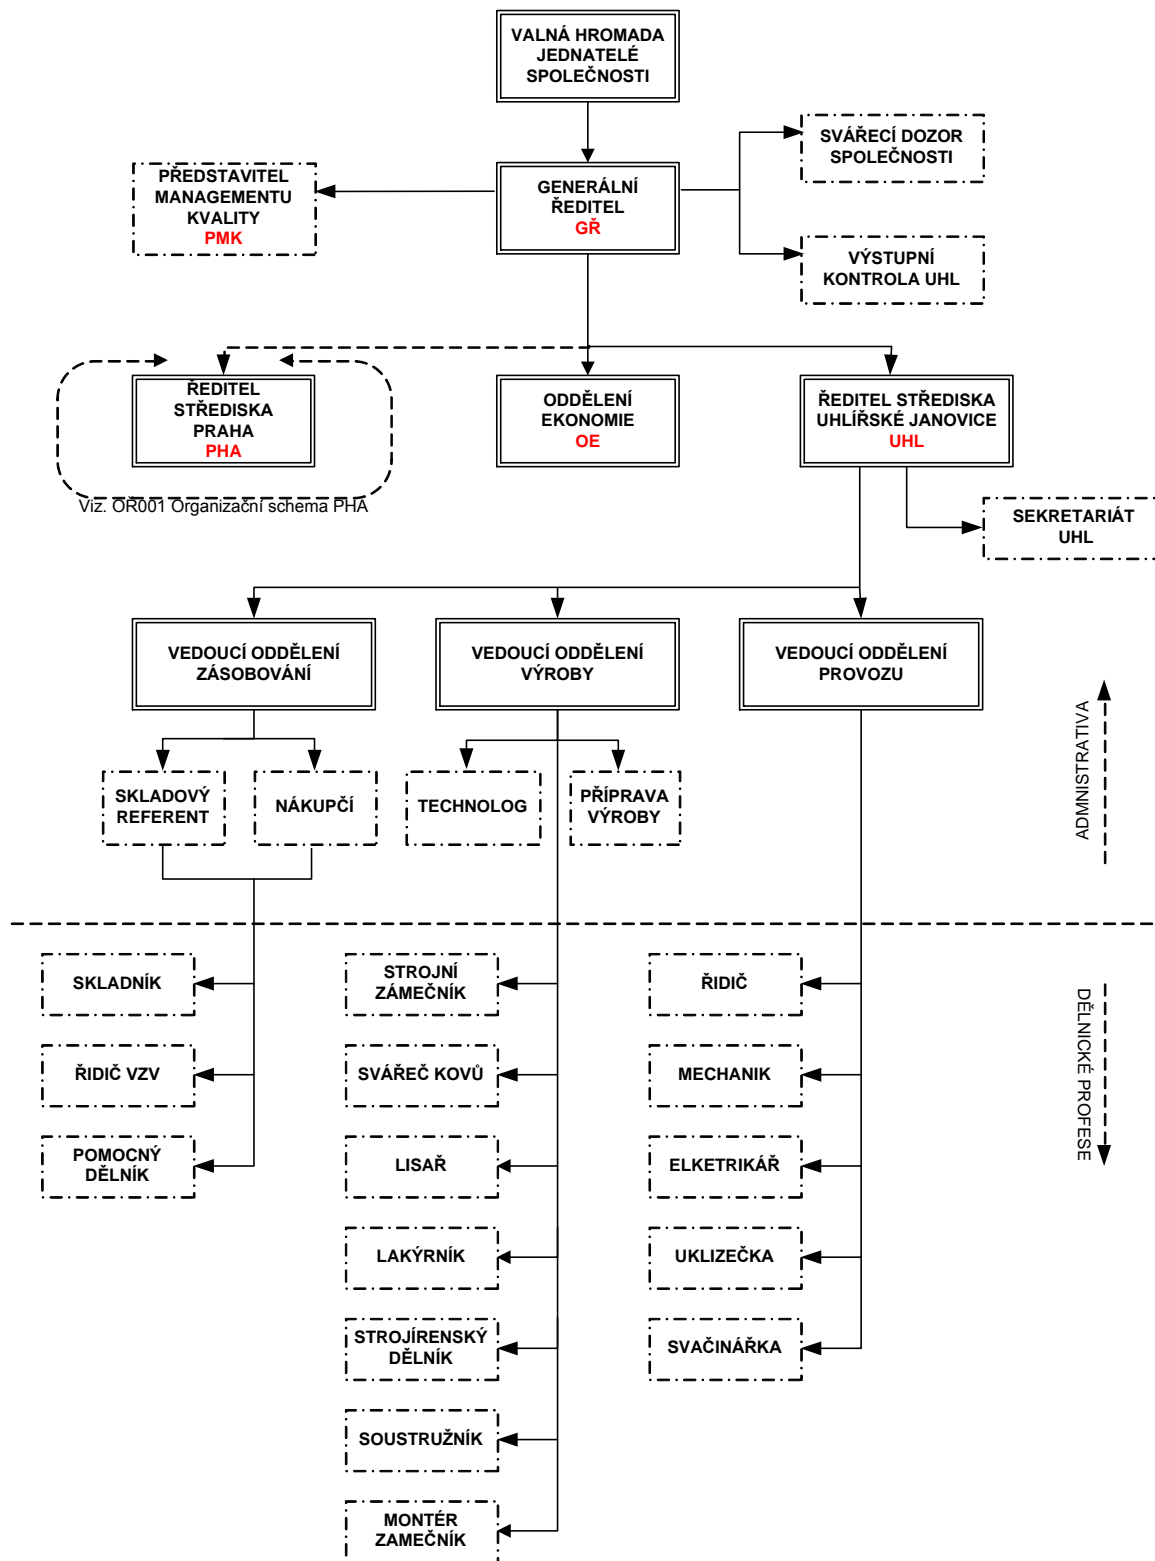 VALNÁ HROMADA
JEDNATELÉ
SPOLEČNOSTI
SVÁŘECÍ DOZOR
SPOLEČNOSTI
PŘEDSTAVITEL
MANAGEMENTU
KVALITY
PMK
GENERÁLNÍ
ŘEDITEL
GŘ
VÝSTUPNÍ
KONTROLA UHL
ŘEDITEL
STŘEDISKA
PRAHA
PHA
ODDĚLENÍ
EKONOMIE
OE
ŘEDITEL STŘEDISKA
UHLÍŘSKÉ JANOVICE
UHL
Viz. OŘ001 Organizační schema PHA
SEKRETARIÁT
UHL
VEDOUCÍ ODDĚLENÍ
ZÁSOBOVÁNÍ
VEDOUCÍ ODDĚLENÍ
VÝROBY
VEDOUCÍ ODDĚLENÍ
PROVOZU
ADMNISTRATIVA
SKLADOVÝ
REFERENT
NÁKUPČÍ
TECHNOLOG
PŘÍPRAVA
VÝROBY
DĚLNICKÉ PROFESE
SKLADNÍK
STROJNÍ
ZÁMEČNÍK
ŘIDIČ
ŘIDIČ VZV
SVÁŘEČ KOVŮ
MECHANIK
POMOCNÝ
DĚLNÍK
LISAŘ
ELKETRIKÁŘ
LAKÝRNÍK
UKLIZEČKA
STROJÍRENSKÝ
DĚLNÍK
SVAČINÁŘKA
SOUSTRUŽNÍK
MONTÉR
ZAMEČNÍK